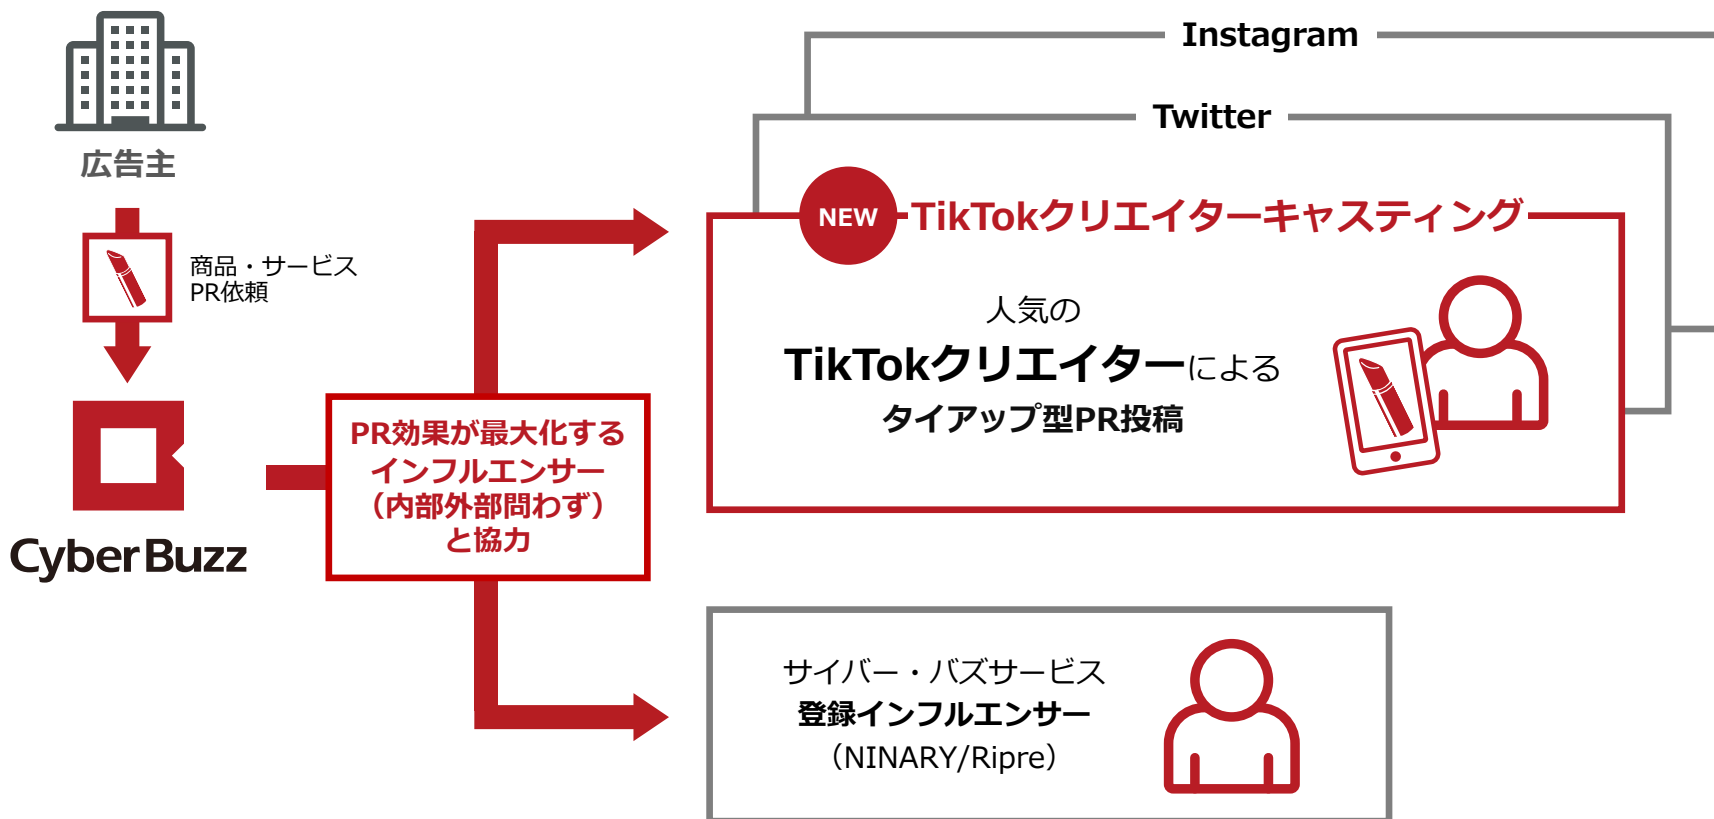 広告主
商品・サービス
PR依頼
CyberBuzz
PR効果が最大化する
インフルエンサー
（内部外部問わず）
と協力
Instagram
Twitter
NEW
TikTokクリエイターキャスティング
人気の
TikTokクリエイターによる
タイアップ型PR投稿
サイバー・バズサービス
登録インフルエンサー
（NINARY/Ripre）